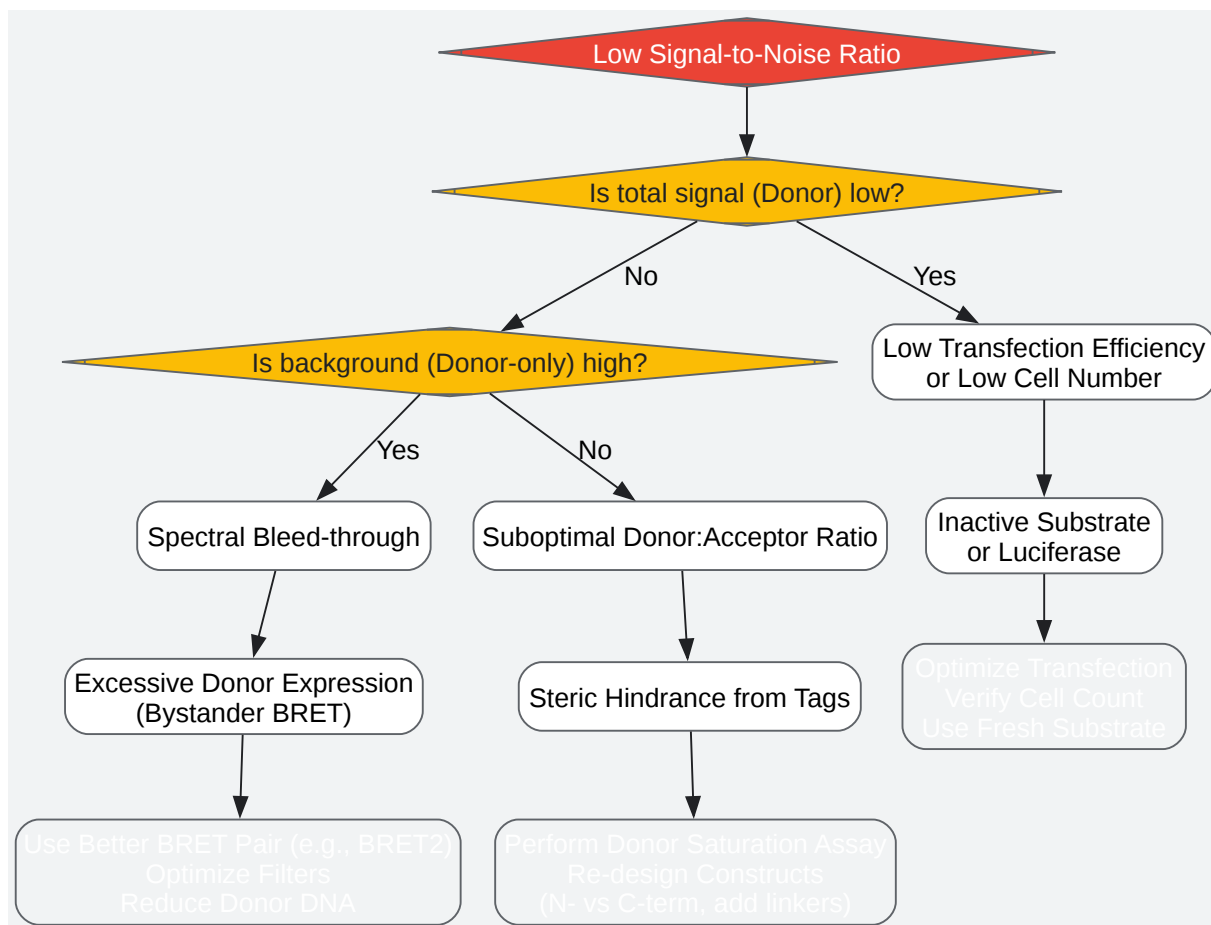 Low Signal-to-Noise Ratio
Is total signal (Donor) low?
No
Yes
Is background (Donor-only) high?
Low Transfection Efficiency
or Low Cell Number
Yes
No
Spectral Bleed-through
Suboptimal Donor:Acceptor Ratio
Inactive Substrate
or Luciferase
Excessive Donor Expression
(Bystander BRET)
Steric Hindrance from Tags
Optimize Transfection
Verify Cell Count
Use Fresh Substrate
Use Better BRET Pair (e.g., BRET2)
Optimize Filters
Reduce Donor DNA
Perform Donor Saturation Assay
Re-design Constructs
(N- vs C-term, add linkers)